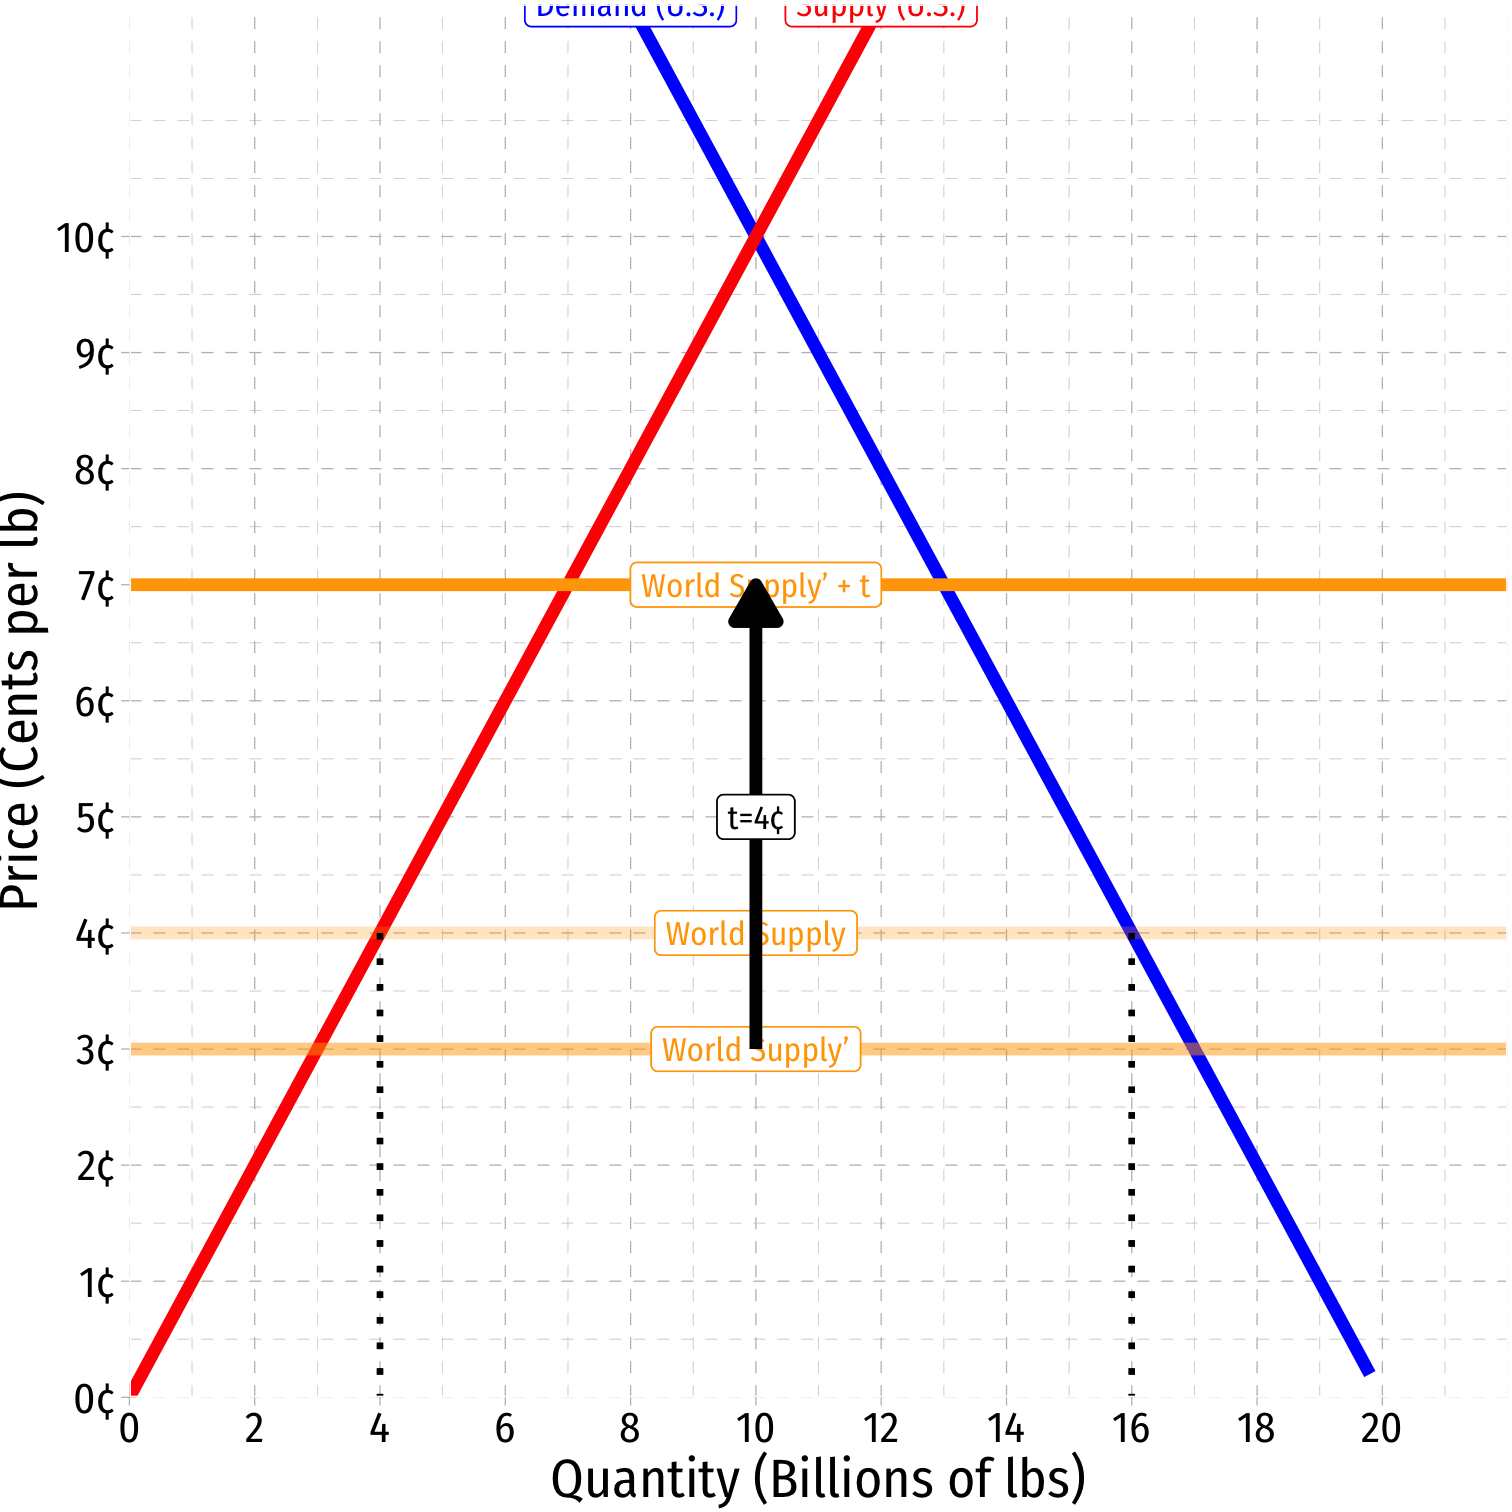 Demand (U.S.)
Supply (U.S.)
10¢
9¢
8¢
7¢
6¢
5¢
4¢
3¢
2¢
1¢
0¢
World Supply’ + t
t=4¢
World Supply
World Supply’
0 2 4 6 8 10 12 14 16 18 20
Quantity (Billions of lbs)
Price (Cents per lb)